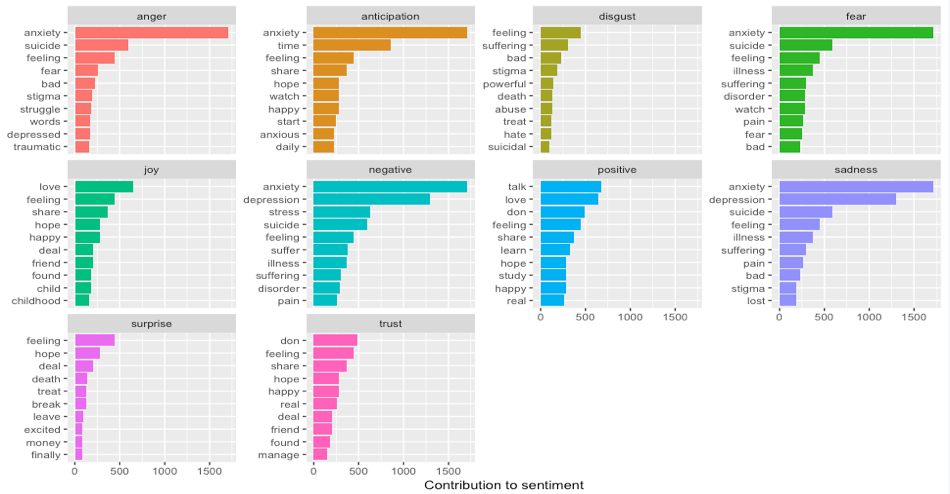 anger
anxiety
suicide
feeling
fear
bad
stigma
struggle
words
depressed
traumatic
anticipation
anxiety
time
feeling
share
hope
watch
happy
start
anxious
daily
disgust
feeling
suffering
bad
stigma
powerful
death
abuse
treat
hate
suicidal
fear
anxiety
suicide
feeling
illness
suffering
disorder
watch
pain
fear
bad
joy
love
feeling
share
hope
happy
deal
friend
found
child
childhood
negative
anxiety
depression
stress
suicide
feeling
suffer
illness
suffering
disorder
pain
positive
talk
love
don
feeling
share
learn
hope
study
happy
real
0 500 1000 1500
sadness
anxiety
depression
suicide
feeling
illness
suffering
pain
bad
stigma
lost
0 500 1000 1500
surprise
feeling
hope
deal
death
treat
break
leave
excited
money
finally
0 500 1000 1500
trust
don
feeling
share
hope
happy
real
deal
friend
found
manage
0 500 1000 1500
Contribution to sentiment